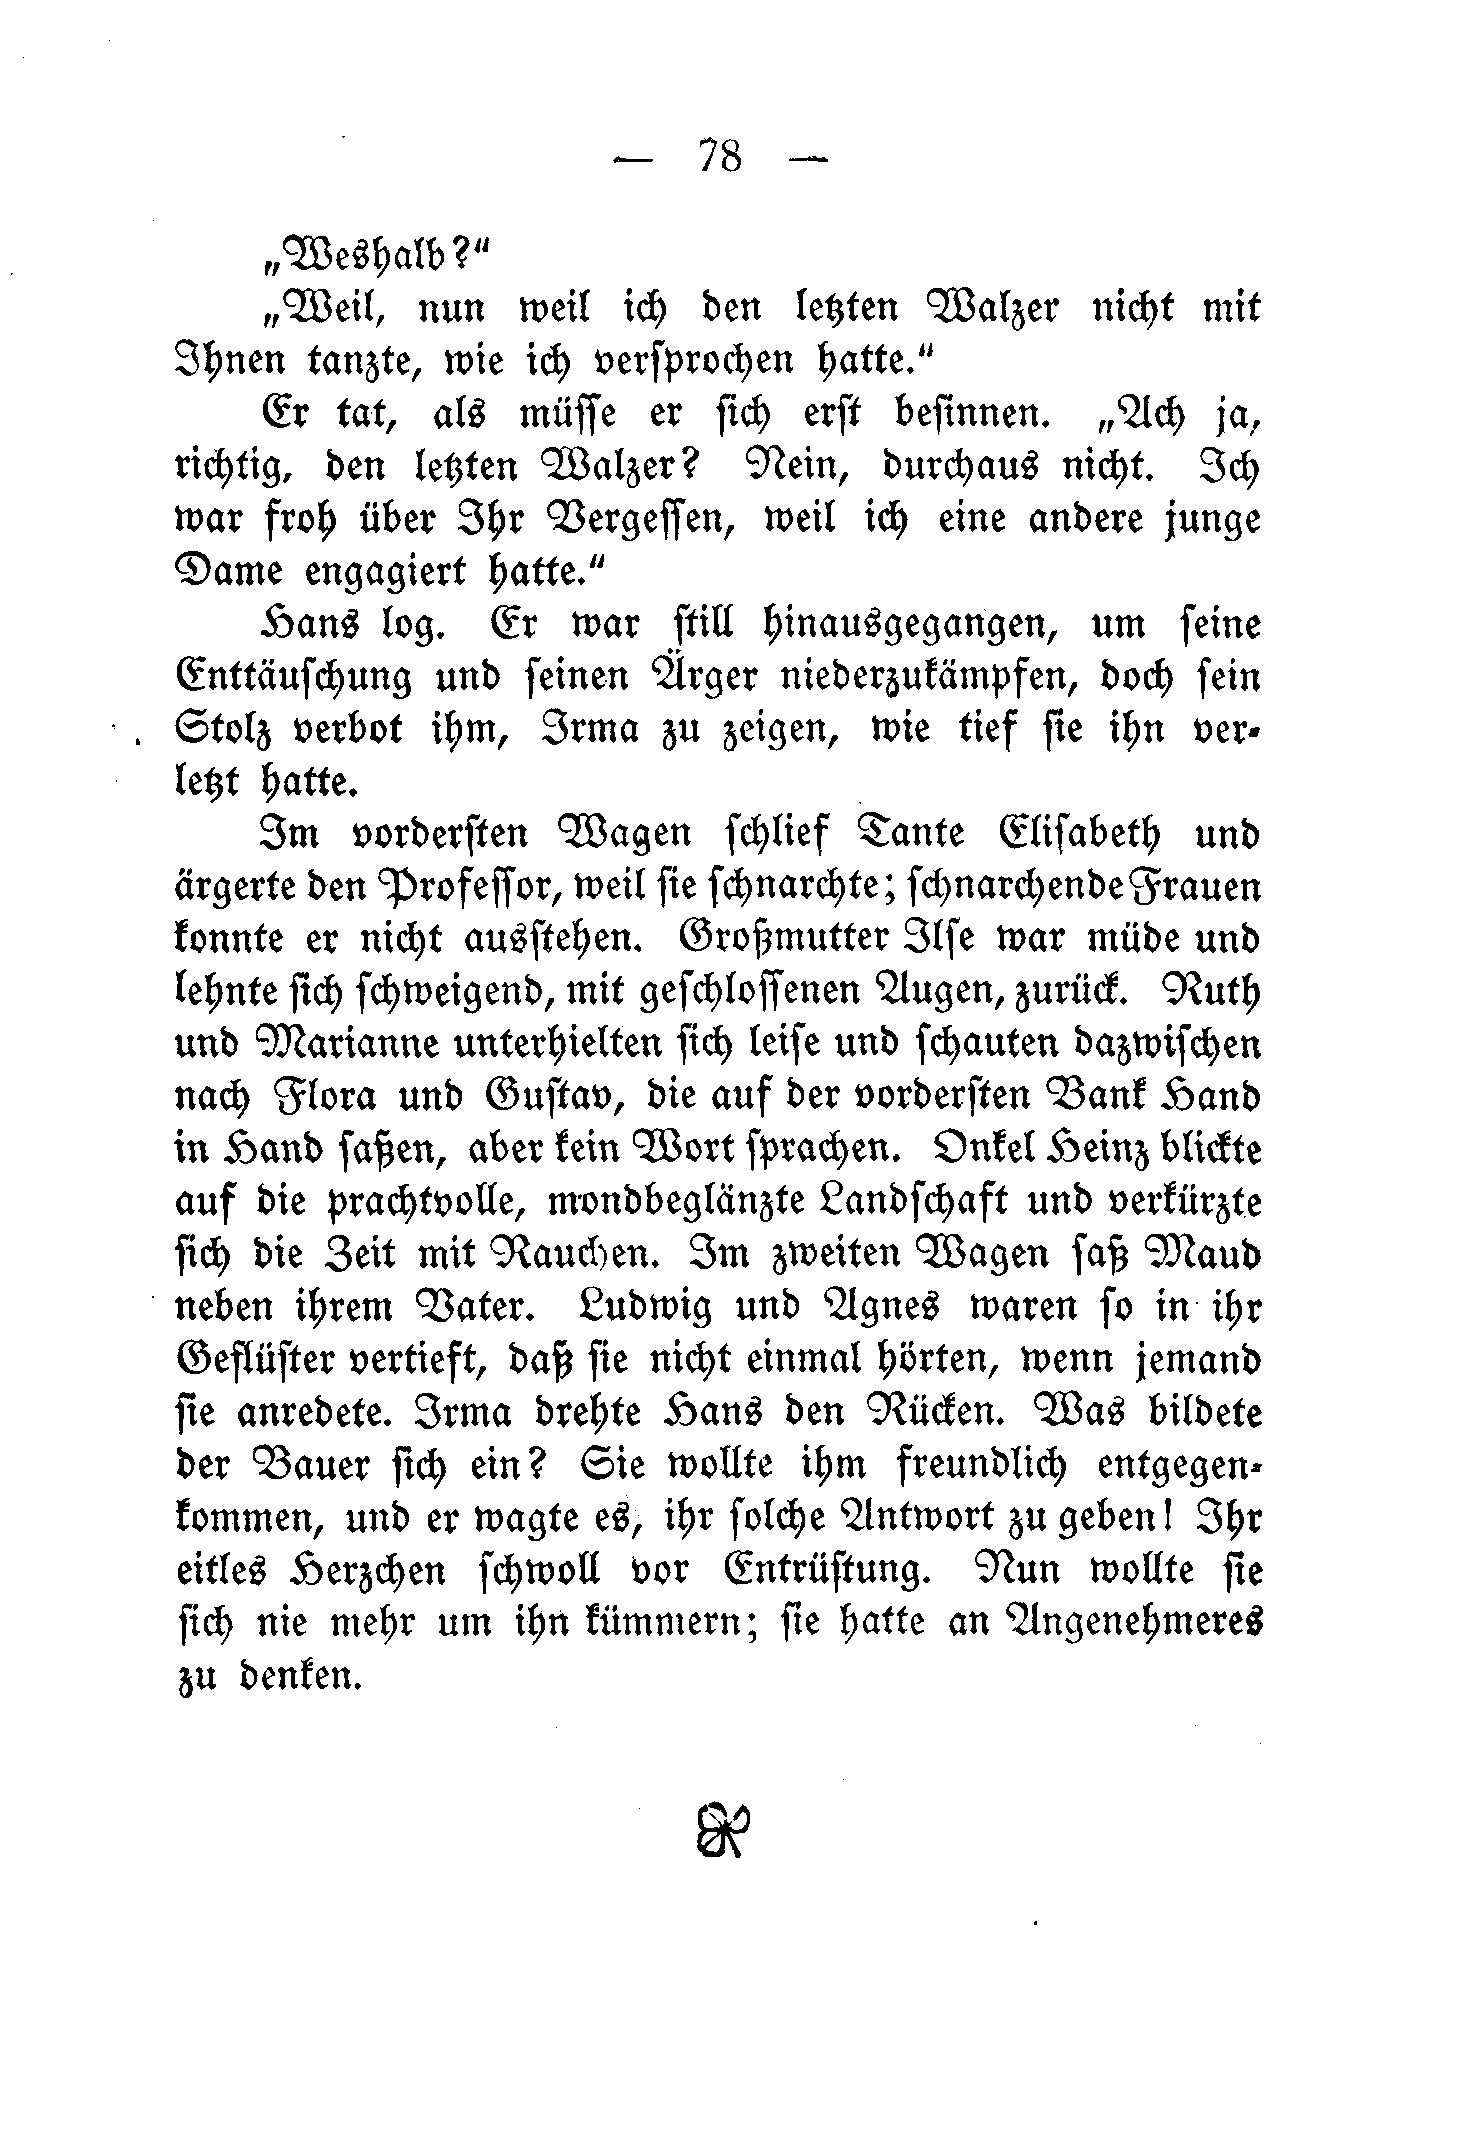 — 78 —
„Weshalb?“
„Weil, nun weil ich den letzten Walzer nicht mit
Ihnen tanzte, wie ich versprochen hatte.“
Er tat, als müsse er sich erst besinnen. „Ach ja,
richtig, den letzten Walzer? Nein, durchaus nicht. Ich
war froh über Ihr Vergessen, weil ich eine andere junge
Dame engagiert hatte.“
Hans log. Er war still hinausgegangen, um seine
Enttäuschung und seinen Ärger niederzukämpfen, doch sein
Stolz verbot ihm, Irma zu zeigen, wie tief sie ihn ver-
letzt hatte.
Im vordersten Wagen schlief Tante Elisabeth und
ärgerte den Professor, weil sie schnarchte; schnarchende Frauen
konnte er nicht ausstehen. Großmutter Ilse war müde und
lehnte sich schweigend, mit geschlossenen Augen, zurück. Ruth
und Marianne unterhielten sich leise und schauten dazwischen
nach Flora und Gustav, die auf der vordersten Bank Hand
in Hand saßen, aber kein Wort sprachen. Onkel Heinz blickte
auf die prachtvolle, mondbeglänzte Landschaft und verkürzte
sich die Zeit mit Rauchen. Im zweiten Wagen saß Maud
neben ihrem Vater. Ludwig und Agnes waren so in ihr
Geflüster vertieft, daß sie nicht einmal hörten, wenn jemand
sie anredete. Irma drehte Hans den Rücken. Was bildete
der Bauer sich ein? Sie wollte ihm freundlich entgegen-
kommen, und er wagte es, ihr solche Antwort zu geben! Ihr
eitles Herzchen schwoll vor Entrüstung. Nun wollte sie
sich nie mehr um ihn kümmern; sie hatte an Angenehmeres
zu denken.